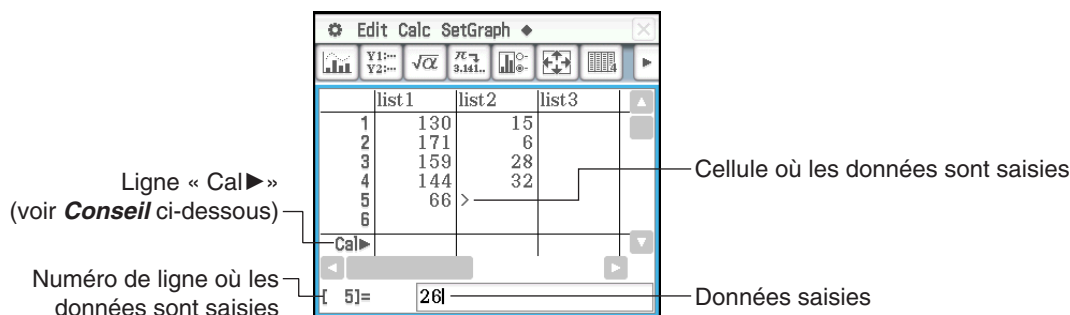 Edit Calc SetGraph ◆
Y1:···
Y2:···
√α
π
3.141..
4
list1 list2 list3
1 130 15
2 171 6
3 159 28
4 144 32
5 66 >
6
Cal▶
[ 5]= 26
Ligne « Cal▶ »
(voir Conseil ci-dessous)
Numéro de ligne où les
données sont saisies
Cellule où les données sont saisies
Données saisies